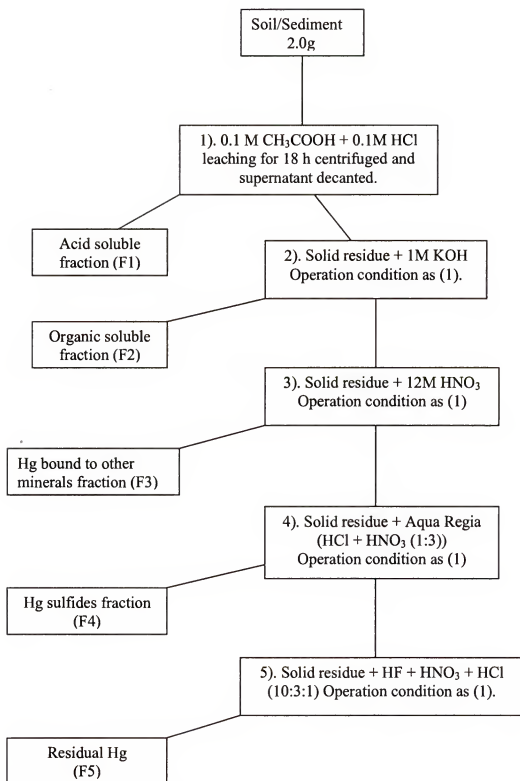 Soil/Sediment
2.0g
1). 0.1 M CH₃COOH + 0.1M HCl
leaching for 18 h centrifuged and
supernatant decanted.
Acid soluble
fraction (F1)
2). Solid residue + 1M KOH
Operation condition as (1).
Organic soluble
fraction (F2)
3). Solid residue + 12M HNO₃
Operation condition as (1)
Hg bound to other
minerals fraction (F3)
4). Solid residue + Aqua Regia
(HCl + HNO₃ (1:3))
Operation condition as (1)
Hg sulfides fraction
(F4)
5). Solid residue + HF + HNO₃ + HCl
(10:3:1) Operation condition as (1).
Residual Hg
(F5)